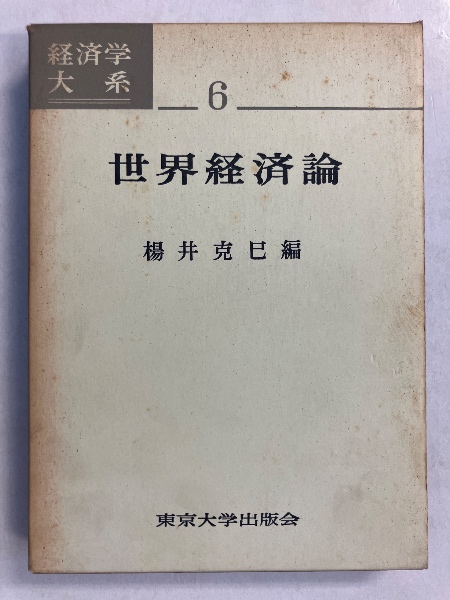 経済学
大系
6
世界経済論
楊井克巳編
東京大学出版会